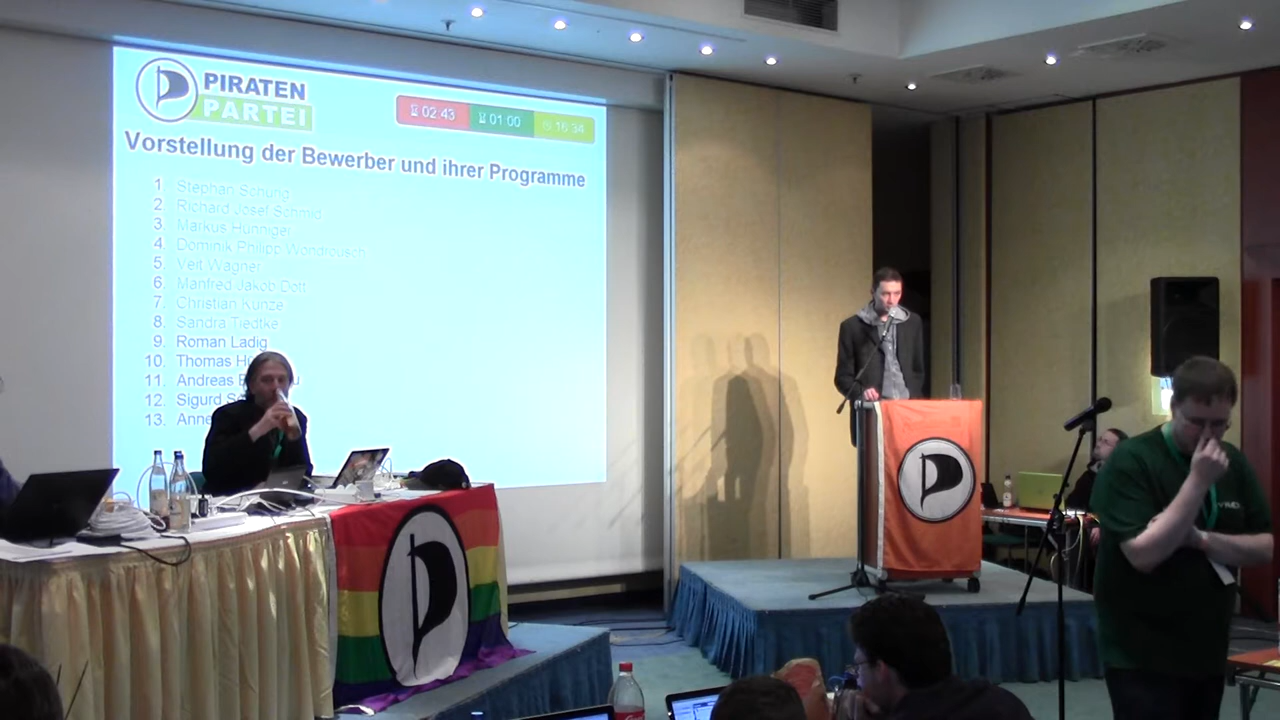 PIRATEN
PARTEI
02:43 01:00 16:34
Vorstellung der Bewerber und ihrer Programme
1 Stephan Schurig
2. Richard Josef Schmid
3. Markus Hünniger
4. Dominik Philipp Wondrousch
5. Veit Wagner
6. Manfred Jakob Dott
7. Christian Kunze
8. Sandra Tiedtke
9. Roman Ladig
10. Thomas
11. Andreas
12. Sigurd
13. Anne